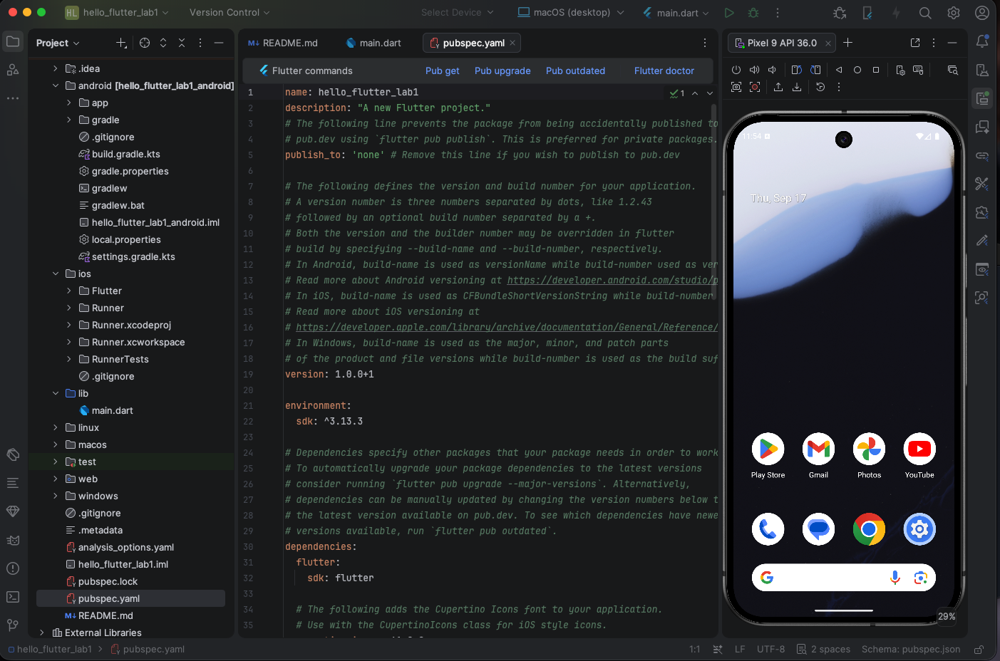 HL hello_flutter_lab1
Version Control
Select Device
macOS (desktop)
main.dart
Project
.idea
android [hello_flutter_lab1_android]
app
gradle
.gitignore
build.gradle.kts
gradle.properties
gradlew
gradlew.bat
hello_flutter_lab1_android.iml
local.properties
settings.gradle.kts
ios
Flutter
Runner
Runner.xcodeproj
Runner.xcworkspace
RunnerTests
.gitignore
lib
main.dart
linux
macos
test
web
windows
.gitignore
.metadata
analysis_options.yaml
hello_flutter_lab1.iml
pubspec.lock
pubspec.yaml
M↓ README.md
External Libraries
M↓ README.md
main.dart
pubspec.yaml
Flutter commands
Pub get
Pub upgrade
Pub outdated
Flutter doctor
1 name: hello_flutter_lab1
1
2 description: "A new Flutter project."
3 # The following line prevents the package from being accidentally published to
4 # pub.dev using `flutter pub publish`. This is preferred for private packages.
5 publish_to: 'none' # Remove this line if you wish to publish to pub.dev
6
7 # The following defines the version and build number for your application.
8 # A version number is three numbers separated by dots, like 1.2.43
9 # followed by an optional build number separated by a +.
10 # Both the version and the builder number may be overridden in flutter
11 # build by specifying --build-name and --build-number, respectively.
12 # In Android, build-name is used as versionName while build-number used as ver
13 # Read more about Android versioning at https://developer.android.com/studio/p
14 # In iOS, build-name is used as CFBundleShortVersionString while build-number
15 # Read more about iOS versioning at
16 # https://developer.apple.com/library/archive/documentation/General/Reference/
17 # In Windows, build-name is used as the major, minor, and patch parts
18 # of the product and file versions while build-number is used as the build suf
19 version: 1.0.0+1
20
21 environment:
22 sdk: ^3.13.3
23
24 # Dependencies specify other packages that your package needs in order to work
25 # To automatically upgrade your package dependencies to the latest versions
26 # consider running `flutter pub upgrade --major-versions`. Alternatively,
27 # dependencies can be manually updated by changing the version numbers below t
28 # the latest version available on pub.dev. To see which dependencies have newe
29 # versions available, run `flutter pub outdated`.
30 dependencies:
31 flutter:
32 sdk: flutter
33
34 # The following adds the Cupertino Icons font to your application.
35 # Use with the CupertinoIcons class for iOS style icons.
Pixel 9 API 36.0
11:54
Thu, Sep 17
Play Store
Gmail
Photos
YouTube
29%
hello_flutter_lab1
pubspec.yaml
1:1
LF
UTF-8
2 spaces
Schema: pubspec.json